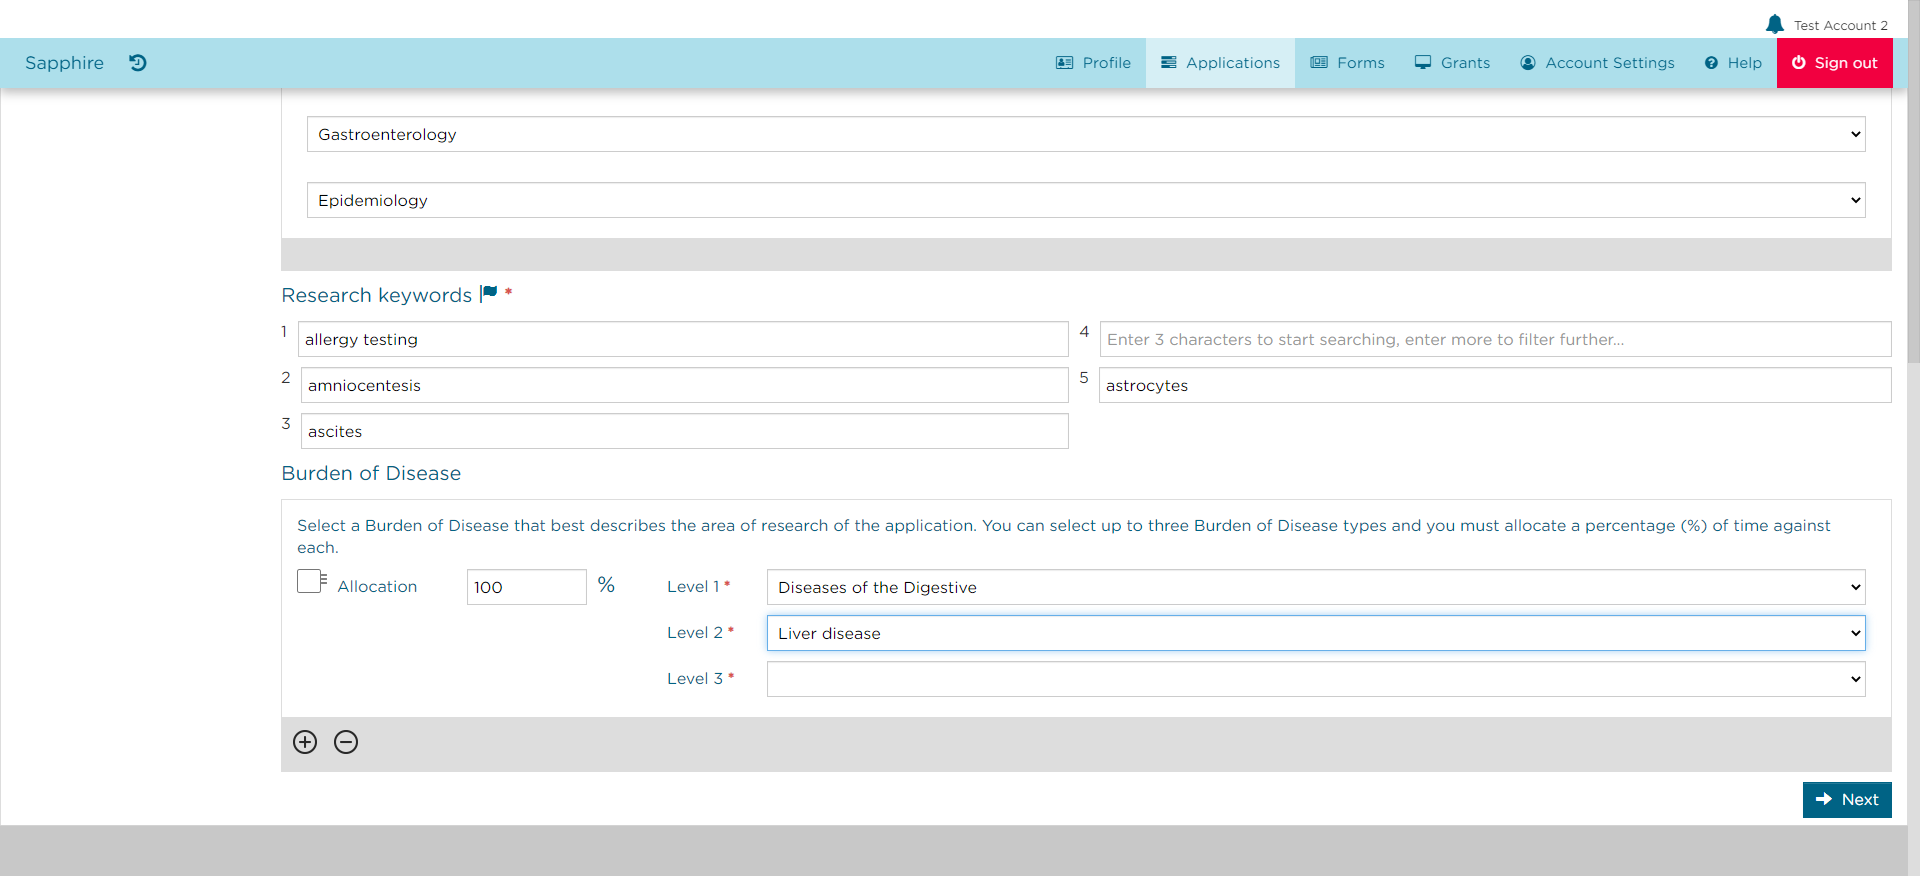 Test Account 2
Sapphire Profile Applications Forms Grants Account Settings Help Sign out
Gastroenterology
Epidemiology
Research keywords *
1 allergy testing
4 Enter 3 characters to start searching, enter more to filter further...
2 amniocentesis
5 astrocytes
3 ascites
Burden of Disease
Select a Burden of Disease that best describes the area of research of the application. You can select up to three Burden of Disease types and you must allocate a percentage (%) of time against
each.
Allocation 100 % Level 1 * Diseases of the Digestive
Level 2 * Liver disease
Level 3 *
Next